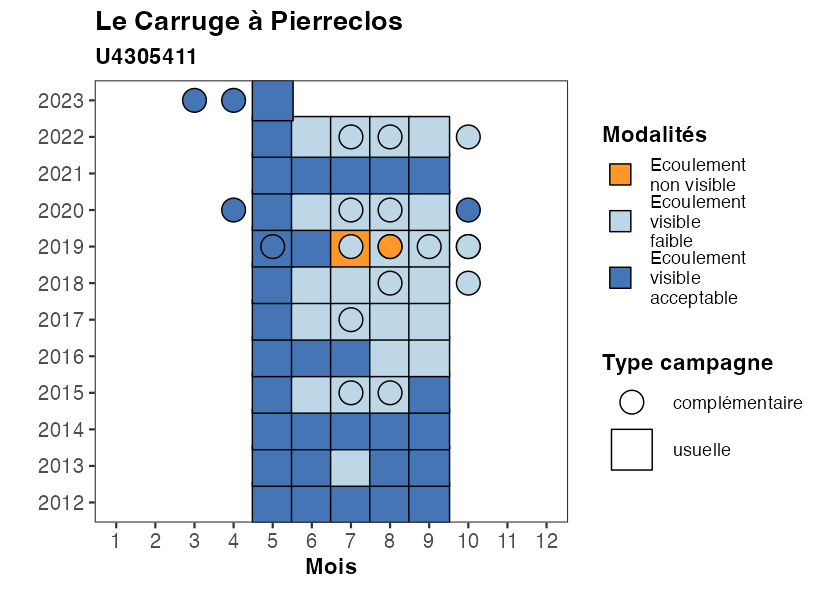 Le Carruge à Pierreclos
U4305411
2023
2022
2021
2020
2019
2018
2017
2016
2015
2014
2013
2012
1 2 3 4 5 6 7 8 9 10 11 12
Mois
Modalités
Ecoulement
non visible
Ecoulement
visible
faible
Ecoulement
visible
acceptable
Type campagne
complémentaire
usuelle